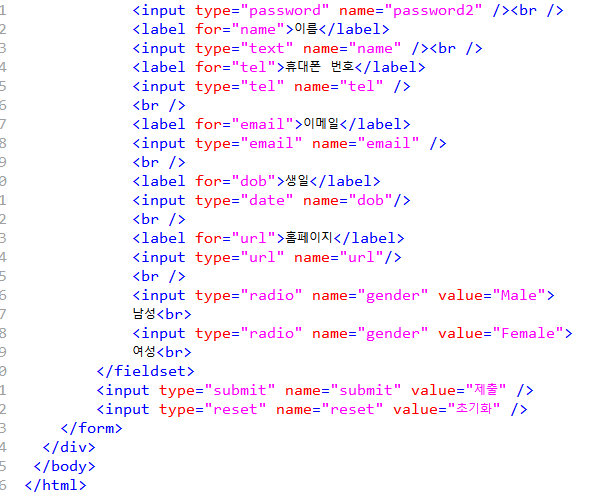 1 <input type="password" name="password2" /><br />
2 <label for="name">이름</label>
3 <input type="text" name="name" /><br />
4 <label for="tel">휴대폰 번호</label>
5 <input type="tel" name="tel" />
6 <br />
7 <label for="email">이메일</label>
8 <input type="email" name="email" />
9 <br />
0 <label for="dob">생일</label>
1 <input type="date" name="dob"/>
2 <br />
3 <label for="url">홈페이지</label>
4 <input type="url" name="url"/>
5 <br />
6 <input type="radio" name="gender" value="Male">
7 남성<br>
8 <input type="radio" name="gender" value="Female">
9 여성<br>
0 </fieldset>
1 <input type="submit" name="submit" value="제출" />
2 <input type="reset" name="reset" value="초기화" />
3 </form>
4 </div>
5 </body>
6 </html>